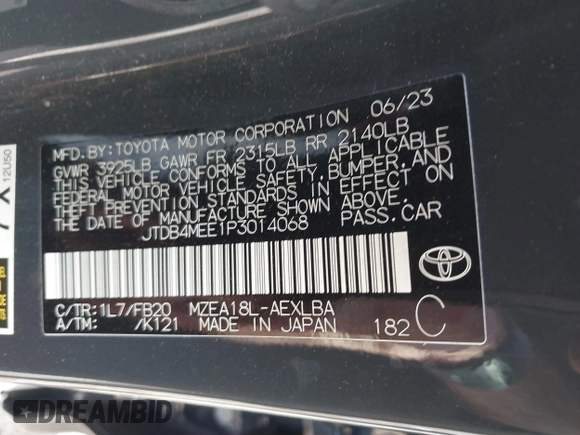 MFD.BY:TOYOTA MOTOR CORPORATION 06/23
GVWR 3925LB GAWR FR 2315LB RR 2140LB
THIS VEHICLE CONFORMS TO ALL APPLICABLE
FEDERAL MOTOR VEHICLE SAFETY,BUMPER,AND
THEFT PREVENTION STANDARDS IN EFFECT ON
THE DATE OF MANUFACTURE SHOWN ABOVE.
JTDB4MEE1P3014068 PASS.CAR
C/TR:1L7/FB20 MZEA18L-AEXLBA
A/TM: /K121 MADE IN JAPAN 182 C
12U50
DREAMBID